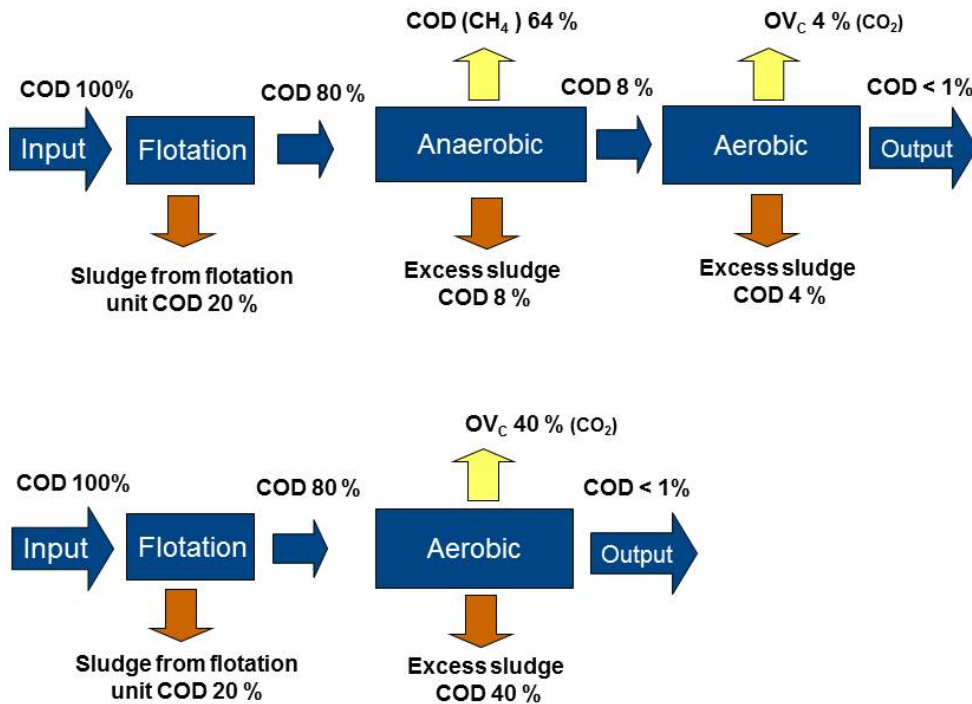 COD (CH₄) 64 %
OV_C 4 % (CO₂)
COD 100%
COD 80 %
COD 8 %
COD < 1%
Input
Flotation
Anaerobic
Aerobic
Output
Sludge from flotation
unit COD 20 %
Excess sludge
COD 8 %
Excess sludge
COD 4 %
OV_C 40 % (CO₂)
COD 100%
COD 80 %
COD < 1%
Input
Flotation
Aerobic
Output
Sludge from flotation
unit COD 20 %
Excess sludge
COD 40 %